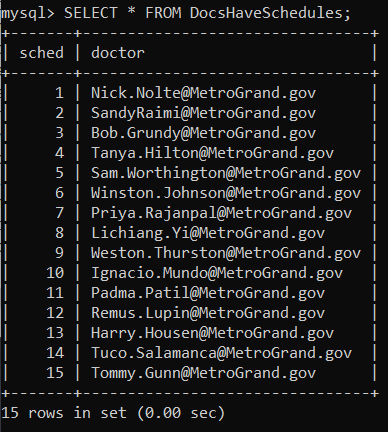 mysql> SELECT * FROM DocsHaveSchedules;
+-------+-------------------------------+
| sched | doctor                        |
+-------+-------------------------------+
|     1 | Nick.Nolte@MetroGrand.gov     |
|     2 | SandyRaimi@MetroGrand.gov     |
|     3 | Bob.Grundy@MetroGrand.gov     |
|     4 | Tanya.Hilton@MetroGrand.gov   |
|     5 | Sam.Worthington@MetroGrand.gov |
|     6 | Winston.Johnson@MetroGrand.gov |
|     7 | Priya.Rajanpal@MetroGrand.gov |
|     8 | Lichiang.Yi@MetroGrand.gov    |
|     9 | Weston.Thurston@MetroGrand.gov |
|    10 | Ignacio.Mundo@MetroGrand.gov  |
|    11 | Padma.Patil@MetroGrand.gov    |
|    12 | Remus.Lupin@MetroGrand.gov    |
|    13 | Harry.Housen@MetroGrand.gov   |
|    14 | Tuco.Salamanca@MetroGrand.gov |
|    15 | Tommy.Gunn@MetroGrand.gov     |
+-------+-------------------------------+
15 rows in set (0.00 sec)